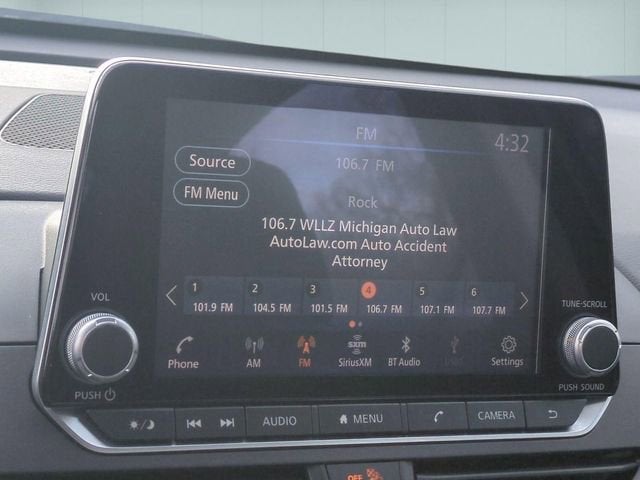 FM
4:32
Source
106.7 FM
FM Menu
Rock
106.7 WLLZ Michigan Auto Law
AutoLaw.com Auto Accident
Attorney
1 2 3 4 5 6
101.9 FM 104.5 FM 101.5 FM 106.7 FM 107.1 FM 107.7 FM
VOL
TUNE·SCROLL
sxm
Phone AM FM SiriusXM BT Audio Settings
PUSH
PUSH SOUND
AUDIO MENU CAMERA
OFF